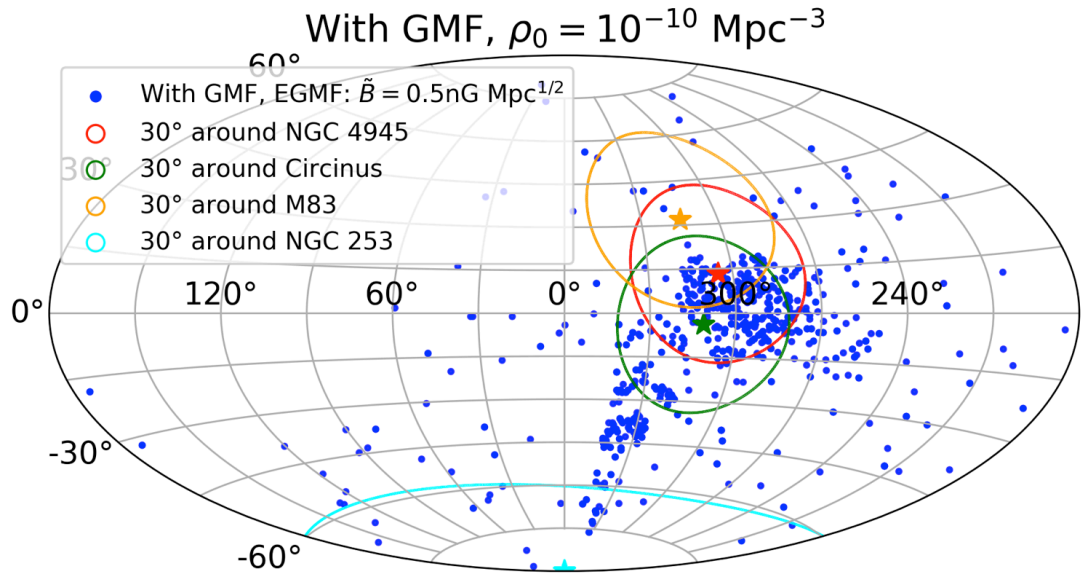 With GMF, ρ₀ = 10⁻¹⁰ Mpc⁻³
60°
With GMF, EGMF: B̃ = 0.5nG Mpc^{1/2}
30° around NGC 4945
30°
30° around Circinus
30° around M83
30° around NGC 253
0°
120°
60°
0°
300°
240°
-30°
-60°